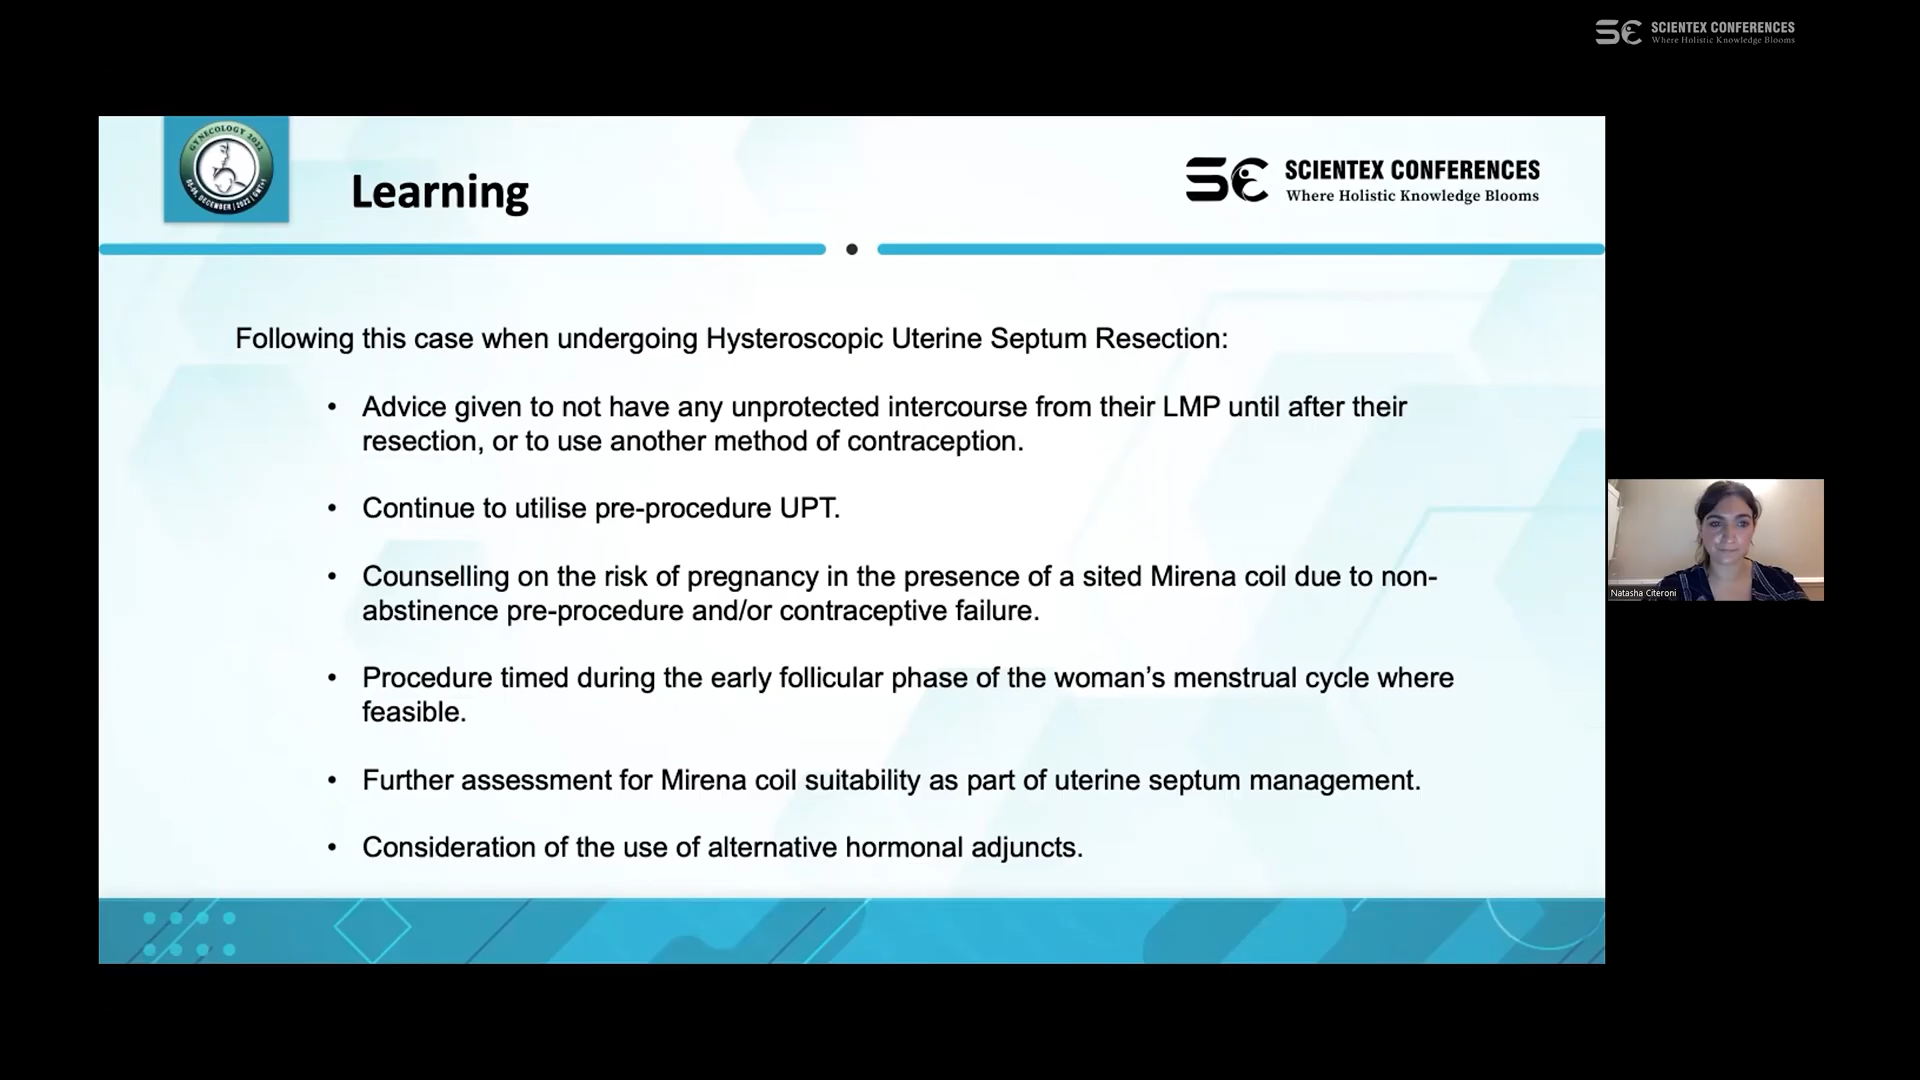 SCIENTEX CONFERENCES
Where Holistic Knowledge Blooms
GYNECOLOGY 2022
Learning
SCIENTEX CONFERENCES
Where Holistic Knowledge Blooms
Following this case when undergoing Hysteroscopic Uterine Septum Resection:
• Advice given to not have any unprotected intercourse from their LMP until after their
resection, or to use another method of contraception.
• Continue to utilise pre-procedure UPT.
• Counselling on the risk of pregnancy in the presence of a sited Mirena coil due to non-
abstinence pre-procedure and/or contraceptive failure.
• Procedure timed during the early follicular phase of the woman’s menstrual cycle where
feasible.
• Further assessment for Mirena coil suitability as part of uterine septum management.
• Consideration of the use of alternative hormonal adjuncts.
Natasha Citeroni